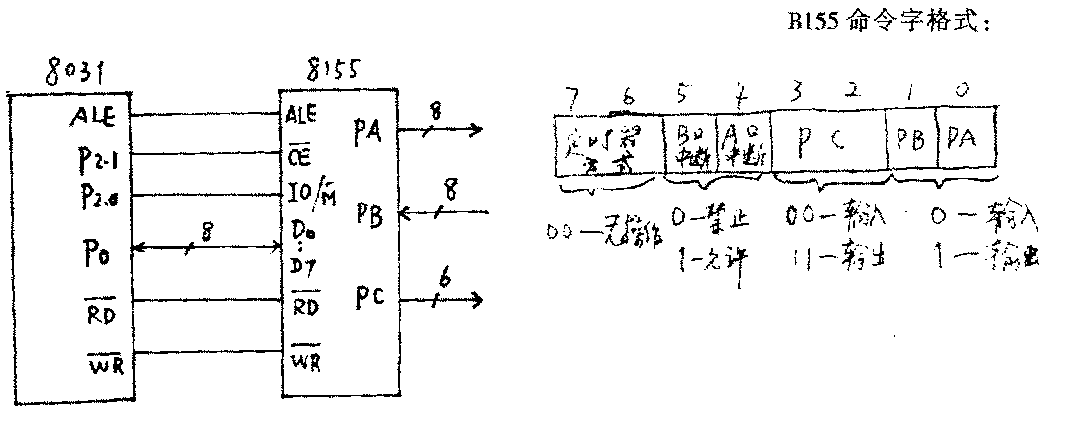 8155命令字格式:
8031
8155
ALE
ALE
PA
8
P2.1
CE
P2.0
IO/M
PB
8
P0
8
D0
⋮
D7
RD
RD
PC
6
WR
WR
7 6 5 4 3 2 1 0
定时器方式
B口中断
A口中断
PC
PB
PA
00—无操作
0—禁止
1—允许
00—输入
11—输出
0—输入
1—输出